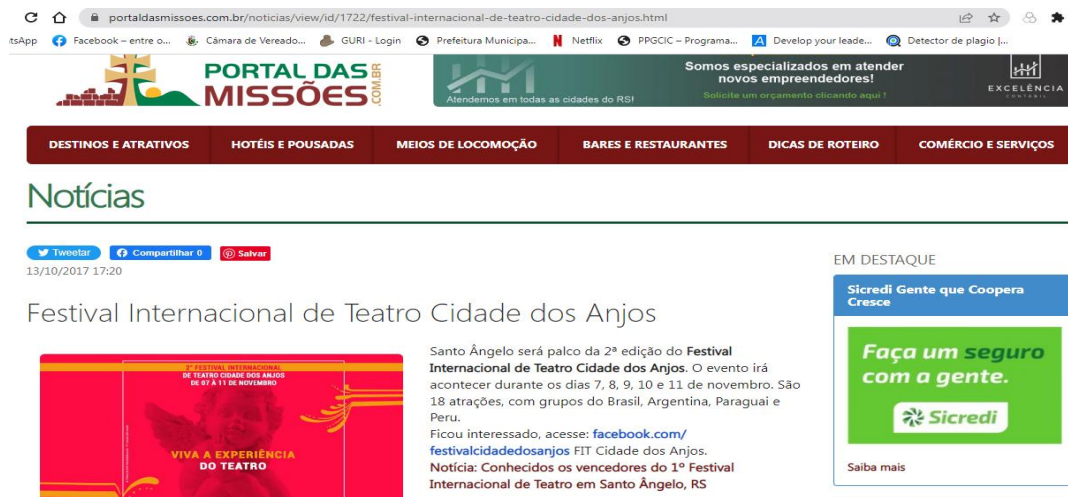 portaldasmissoes.com.br/noticias/view/id/1722/festival-internacional-de-teatro-cidade-dos-anjos.html
tsApp Facebook – entre o... Câmara de Vereado... GURI - Login Prefeitura Municipa... Netflix PPGCIC – Programa... Develop your leade... Detector de plagio |...
PORTAL DAS
MISSÕES
.COM.BR
Atendemos em todas as cidades do RS!
Somos especializados em atender
novos empreendedores!
Solicite um orçamento clicando aqui !
EXCELÊNCIA
CONTÁBIL
DESTINOS E ATRATIVOS HOTÉIS E POUSADAS MEIOS DE LOCOMOÇÃO BARES E RESTAURANTES DICAS DE ROTEIRO COMÉRCIO E SERVIÇOS
Notícias
Tweetar Compartilhar 0 Salvar
13/10/2017 17:20
Festival Internacional de Teatro Cidade dos Anjos
2º FESTIVAL INTERNACIONAL
DE TEATRO CIDADE DOS ANJOS
DE 07 À 11 DE NOVEMBRO
VIVA A EXPERIÊNCIA
DO TEATRO
Santo Ângelo será palco da 2ª edição do Festival
Internacional de Teatro Cidade dos Anjos. O evento irá
acontecer durante os dias 7, 8, 9, 10 e 11 de novembro. São
18 atrações, com grupos do Brasil, Argentina, Paraguai e
Peru.
Ficou interessado, acesse: facebook.com/
festivalcidadedosanjos FIT Cidade dos Anjos.
Notícia: Conhecidos os vencedores do 1º Festival
Internacional de Teatro em Santo Ângelo, RS
EM DESTAQUE
Sicredi Gente que Coopera
Cresce
Faça um seguro
com a gente.
Sicredi
Saiba mais